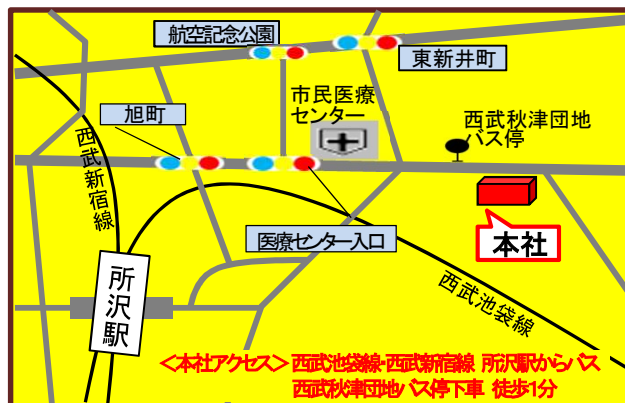 航空記念公園
東新井町
旭町
市民医療
センター
西武秋津団地
バス停
西武新宿線
医療センター入口
本社
所沢駅
西武池袋線
＜本社アクセス＞ 西武池袋線・西武新宿線 所沢駅からバス
西武秋津団地バス停下車 徒歩1分